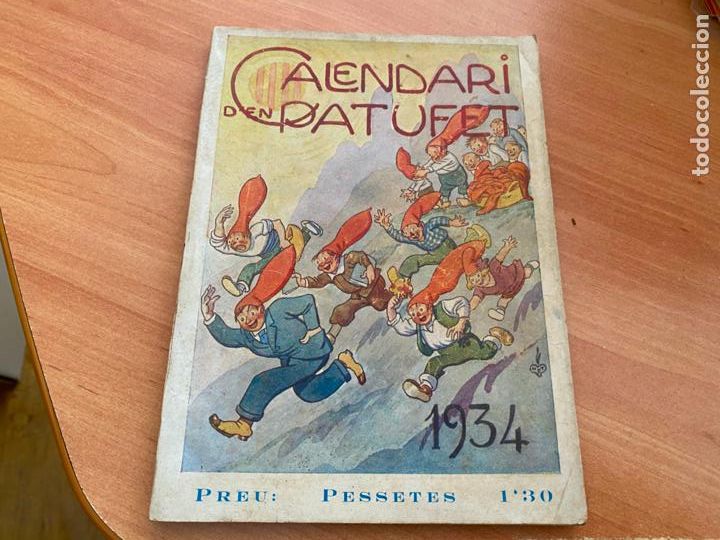 CALENDARI
D'EN PATUFET
1934
PREU: PESSETES 1'30
todocoleccion